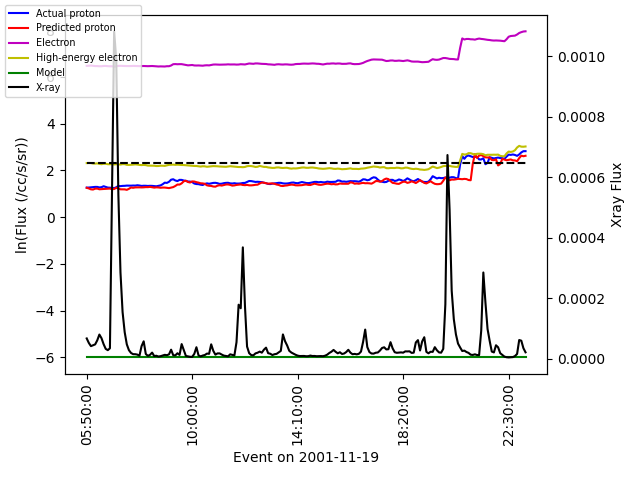 Actual proton
Predicted proton
Electron
High-energy electron
Model
X-ray
8
6
4
2
0
−2
−4
−6
ln(Flux (/cc/s/sr))
0.0010
0.0008
0.0006
0.0004
0.0002
0.0000
Xray Flux
05:50:00
10:00:00
14:10:00
18:20:00
22:30:00
Event on 2001-11-19